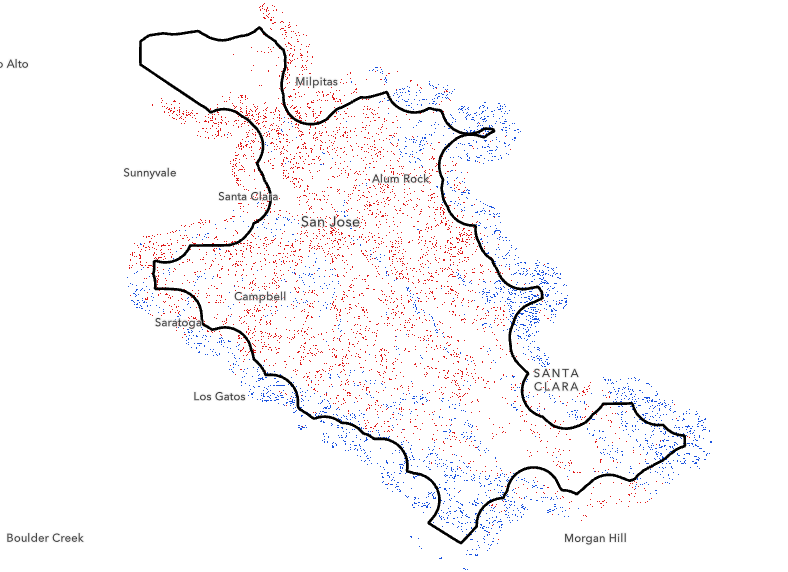 o Alto
Milpitas
Sunnyvale
Alum Rock
Santa Clara
San Jose
Campbell
Saratoga
SANTA
CLARA
Los Gatos
Boulder Creek
Morgan Hill